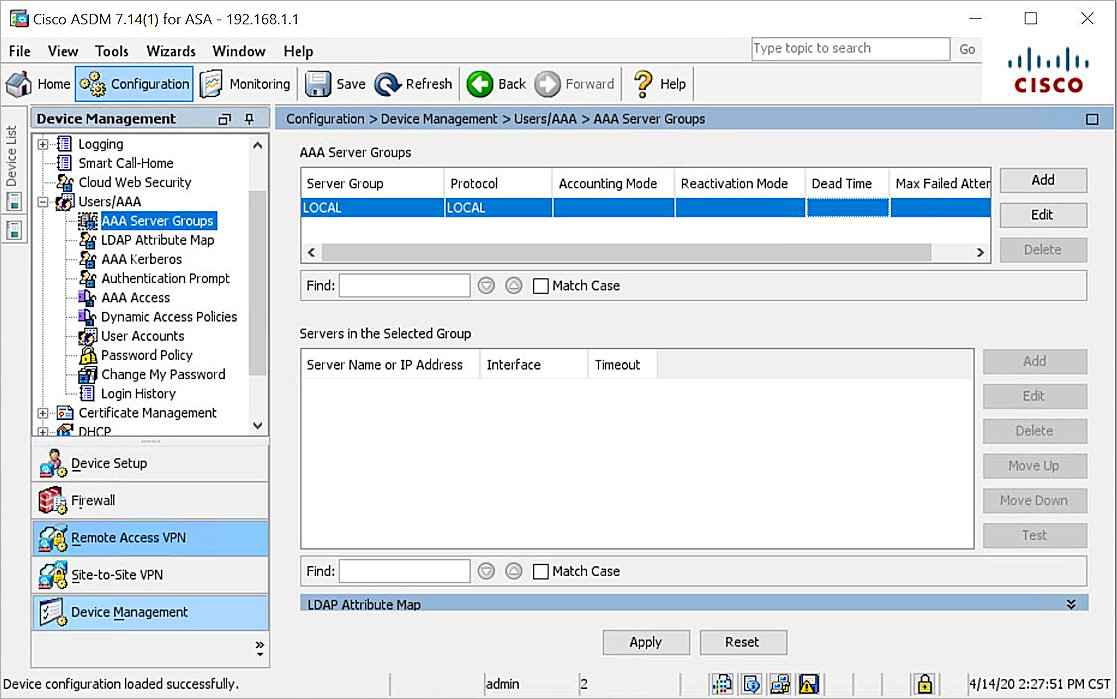 Cisco ASDM 7.14(1) for ASA - 192.168.1.1
File View Tools Wizards Window Help
Type topic to search Go
Home Configuration Monitoring Save Refresh Back Forward Help
CISCO
Device List
Device Management
Logging
Smart Call-Home
Cloud Web Security
Users/AAA
AAA Server Groups
LDAP Attribute Map
AAA Kerberos
Authentication Prompt
AAA Access
Dynamic Access Policies
User Accounts
Password Policy
Change My Password
Login History
Certificate Management
DHCP
Device Setup
Firewall
Remote Access VPN
Site-to-Site VPN
Device Management
Configuration > Device Management > Users/AAA > AAA Server Groups
AAA Server Groups
Server Group Protocol Accounting Mode Reactivation Mode Dead Time Max Failed Atter
LOCAL LOCAL
Add
Edit
Delete
Find: Match Case
Servers in the Selected Group
Server Name or IP Address Interface Timeout
Add
Edit
Delete
Move Up
Move Down
Test
Find: Match Case
LDAP Attribute Map
Apply Reset
Device configuration loaded successfully. admin 2 4/14/20 2:27:51 PM CST